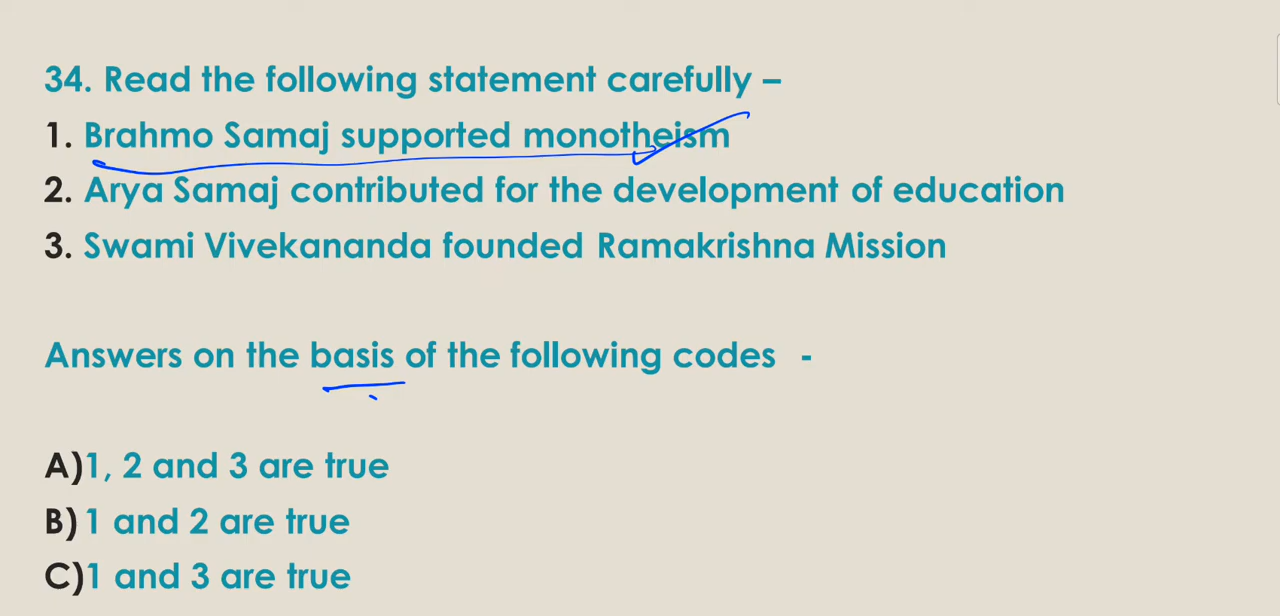 34. Read the following statement carefully –
1. Brahmo Samaj supported monotheism
2. Arya Samaj contributed for the development of education
3. Swami Vivekananda founded Ramakrishna Mission
Answers on the basis of the following codes -
A)1, 2 and 3 are true
B) 1 and 2 are true
C)1 and 3 are true